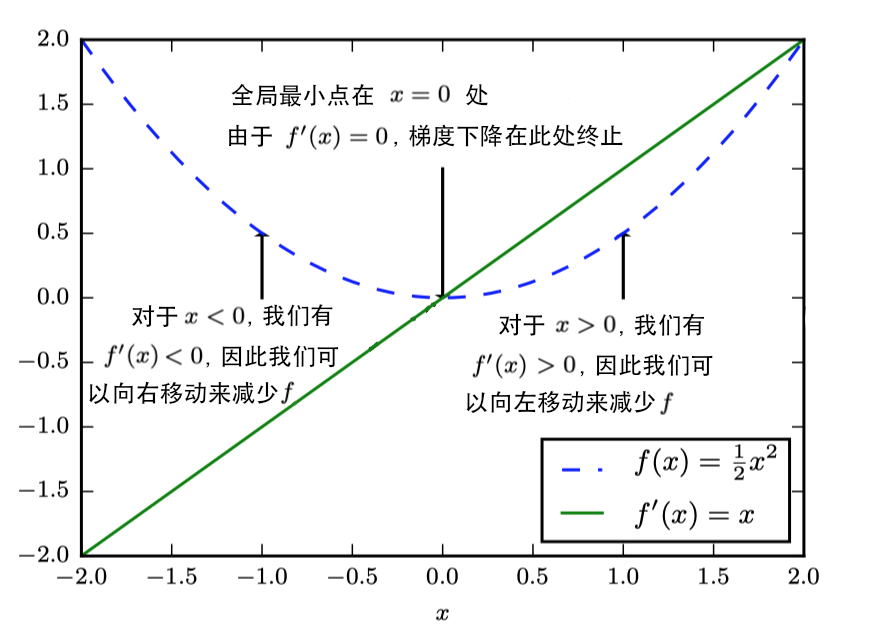 2.0
1.5
1.0
0.5
0.0
−0.5
−1.0
−1.5
−2.0
全局最小点在 x = 0 处
由于 f′(x) = 0, 梯度下降在此处终止
对于 x < 0, 我们有
f′(x) < 0, 因此我们可
以向右移动来减少 f
对于 x > 0, 我们有
f′(x) > 0, 因此我们可
以向左移动来减少 f
f(x) = ½x²
f′(x) = x
−2.0 −1.5 −1.0 −0.5 0.0 0.5 1.0 1.5 2.0
x